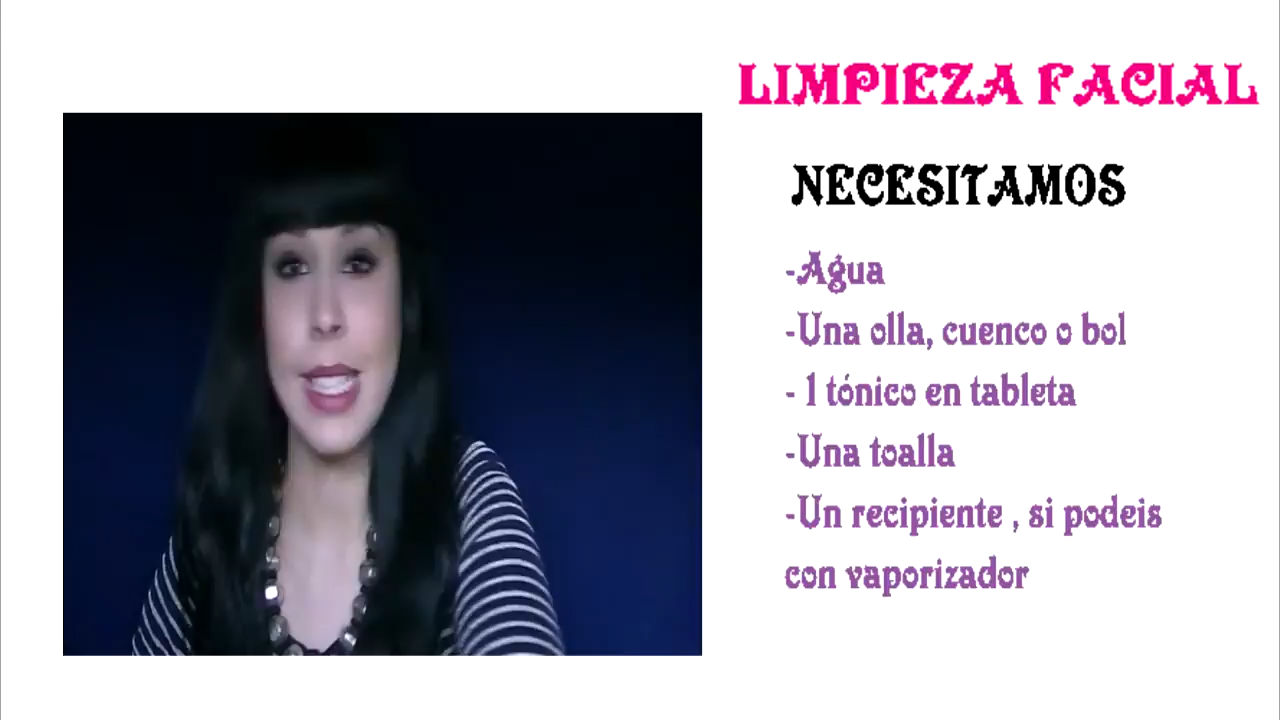 LIMPIEZA FACIAL
NECESITAMOS
-Agua
-Una olla, cuenco o bol
- 1 tónico en tableta
-Una toalla
-Un recipiente , si podeis
con vaporizador